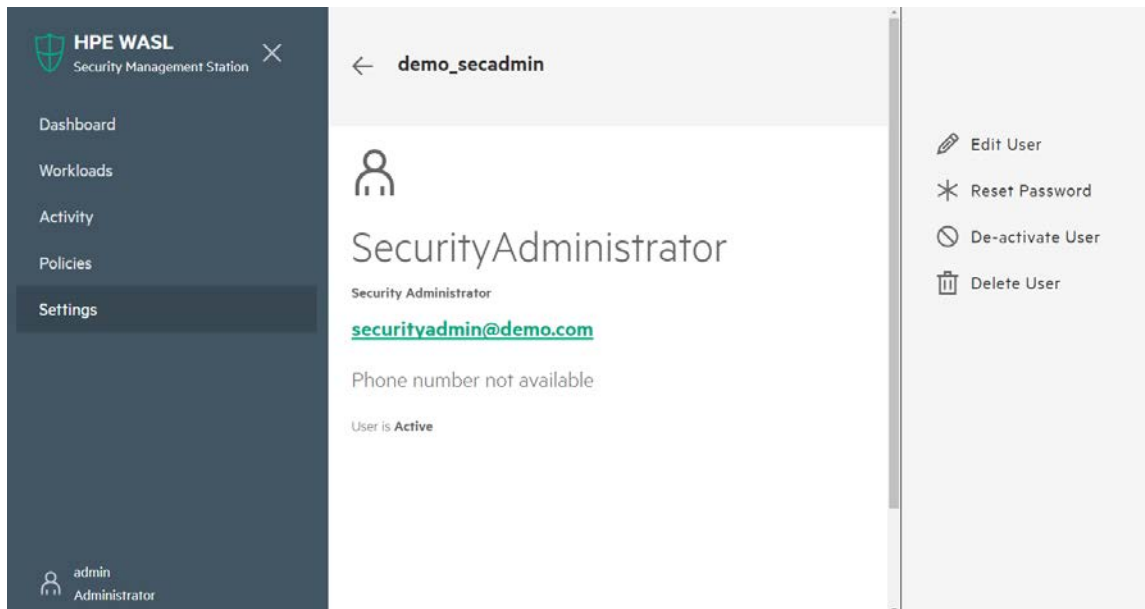 HPE WASL
Security Management Station
Dashboard
Workloads
Activity
Policies
Settings
admin
Administrator
demo_secadmin
SecurityAdministrator
Security Administrator
securityadmin@demo.com
Phone number not available
User is Active
Edit User
Reset Password
De-activate User
Delete User